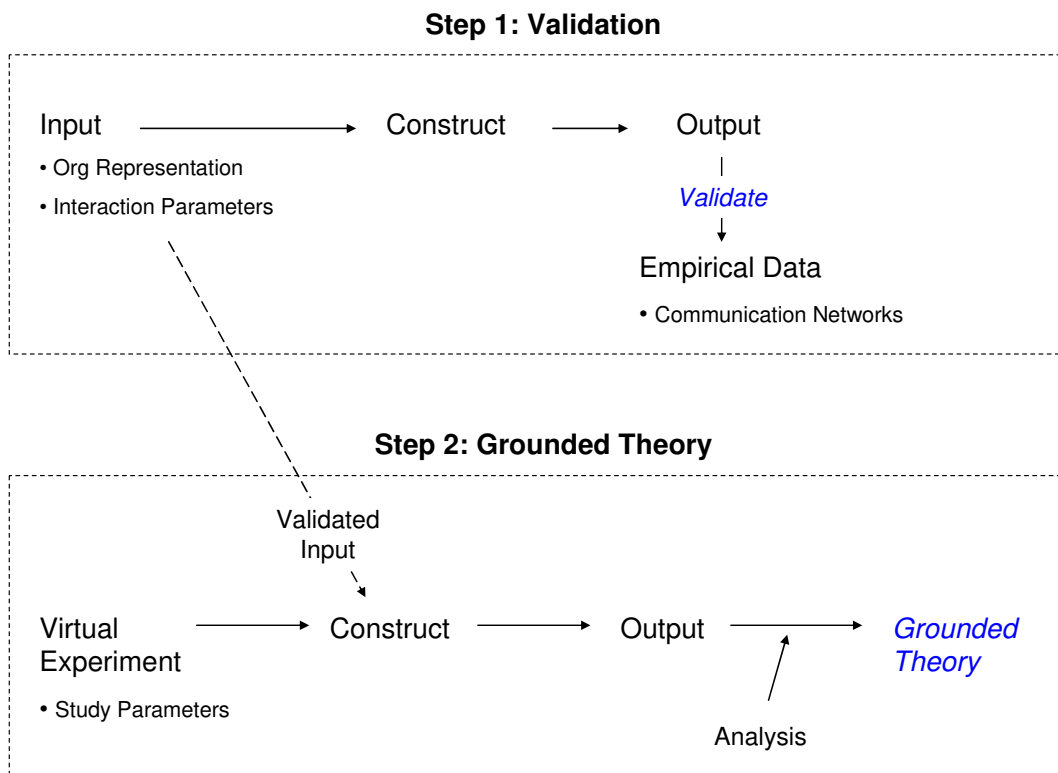 Step 1: Validation
Input
Construct
Output
• Org Representation
• Interaction Parameters
Validate
Empirical Data
• Communication Networks
Step 2: Grounded Theory
Validated
Input
Virtual
Experiment
Construct
Output
Grounded
Theory
• Study Parameters
Analysis